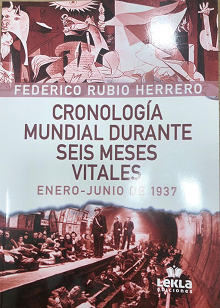 FEDERICO RUBIO HERRERO
CRONOLOGÍA
MUNDIAL DURANTE
SEIS MESES
VITALES
ENERO-JUNIO DE 1937
LEKLA
ediciones